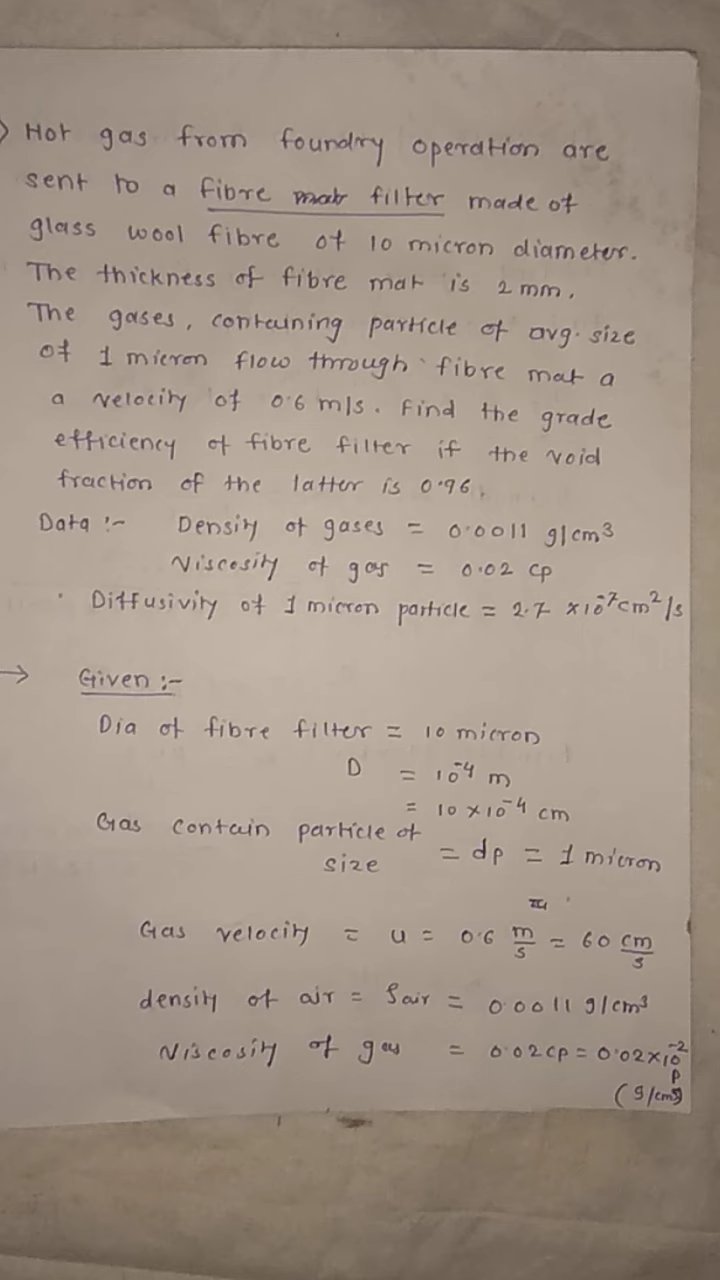 > Hot gas from foundry operation are
sent to a fibre mat filter made of
glass wool fibre of 10 micron diameter.
The thickness of fibre mat is 2 mm.
The gases, containing particle of avg. size
of 1 micron flow through fibre mat a
a velocity of 0.6 m/s. Find the grade
efficiency of fibre filter if the void
fraction of the latter is 0.96.
Data :- Density of gases = 0.0011 g/cm³
Viscosity of gas = 0.02 cp
Diffusivity of 1 micron particle = 2.7 × 10⁻⁷ cm²/s
→ Given :-
Dia of fibre filter = 10 micron
D = 10⁻⁴ m
= 10 × 10⁻⁴ cm
Gas contain particle of
size = dp = 1 micron
Gas velocity = u = 0.6 m/s = 60 cm/s
density of air = ρair = 0.0011 g/cm³
Viscosity of gas = 0.02 cp = 0.02 × 10⁻²
P
(g/cms)